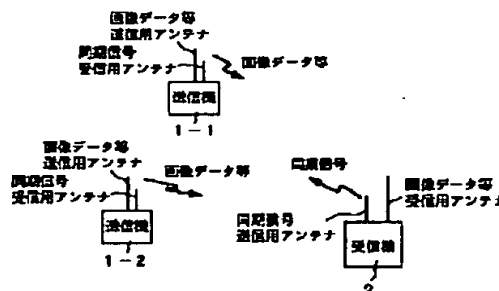 画像データ等
送信用アンテナ
同期信号
受信用アンテナ
画像データ等
送信機
1-1
画像データ等
送信用アンテナ
同期信号
受信用アンテナ
画像データ等
送信機
1-2
同期信号
画像データ等
受信用アンテナ
同期信号
送信用アンテナ
受信機
2